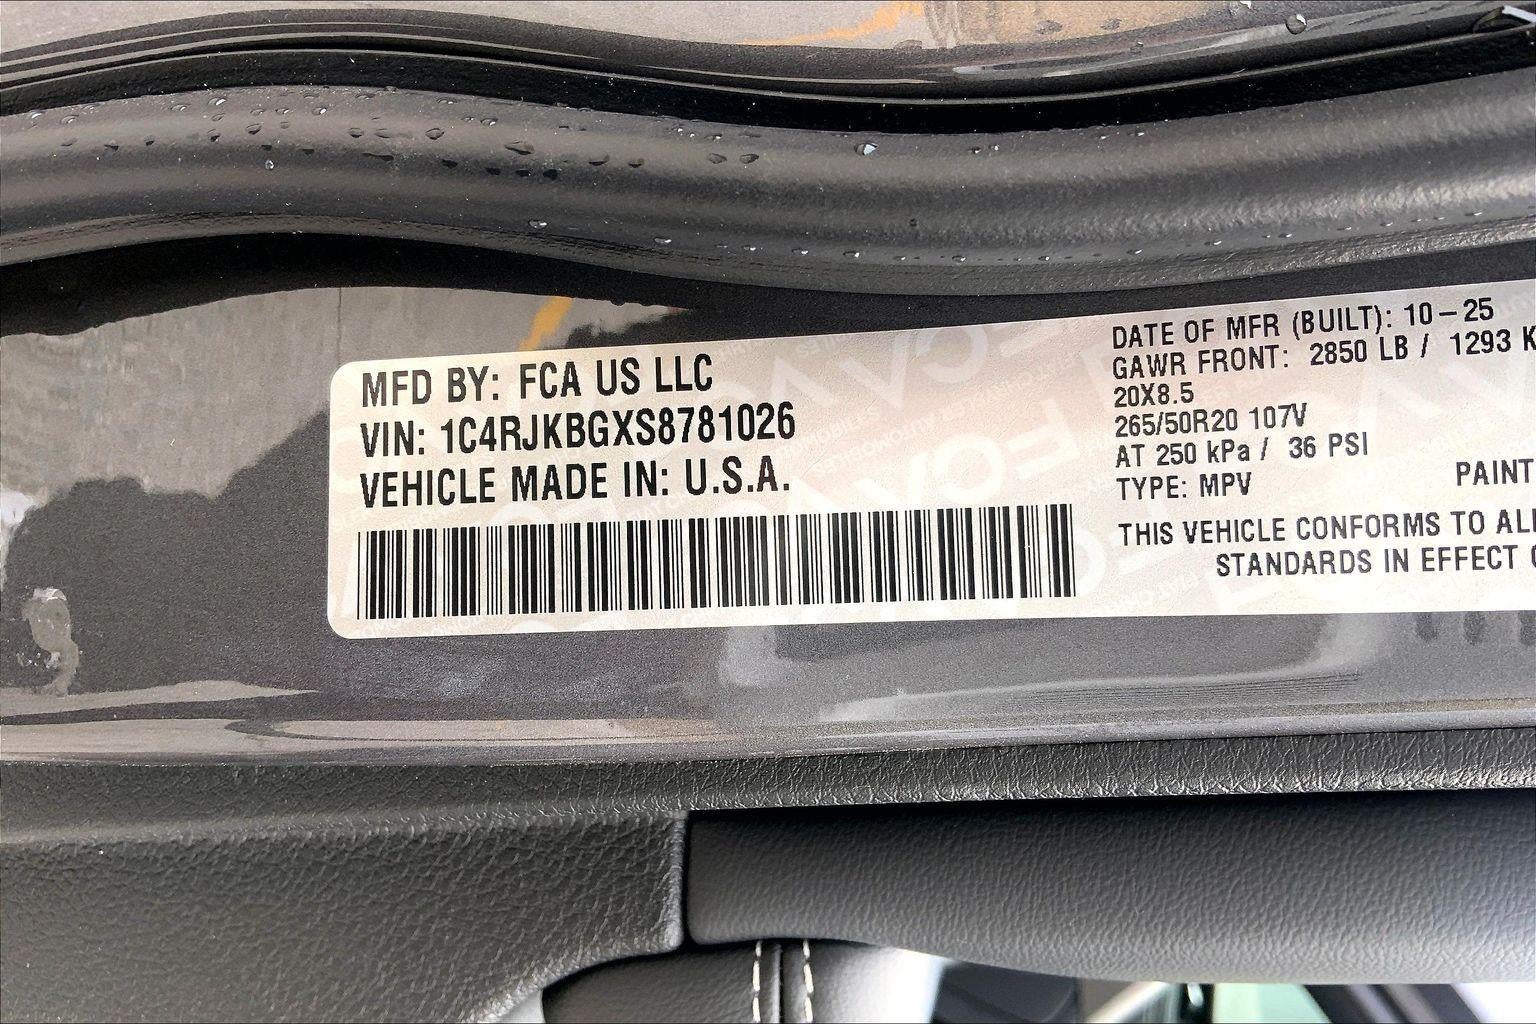 MFD BY: FCA US LLC
VIN: 1C4RJKBGXS8781026
VEHICLE MADE IN: U.S.A.
DATE OF MFR (BUILT): 10-25
GAWR FRONT: 2850 LB / 1293 K
20X8.5
265/50R20 107V
AT 250 kPa / 36 PSI
TYPE: MPV
PAINT
THIS VEHICLE CONFORMS TO
STANDARDS IN EFFECT